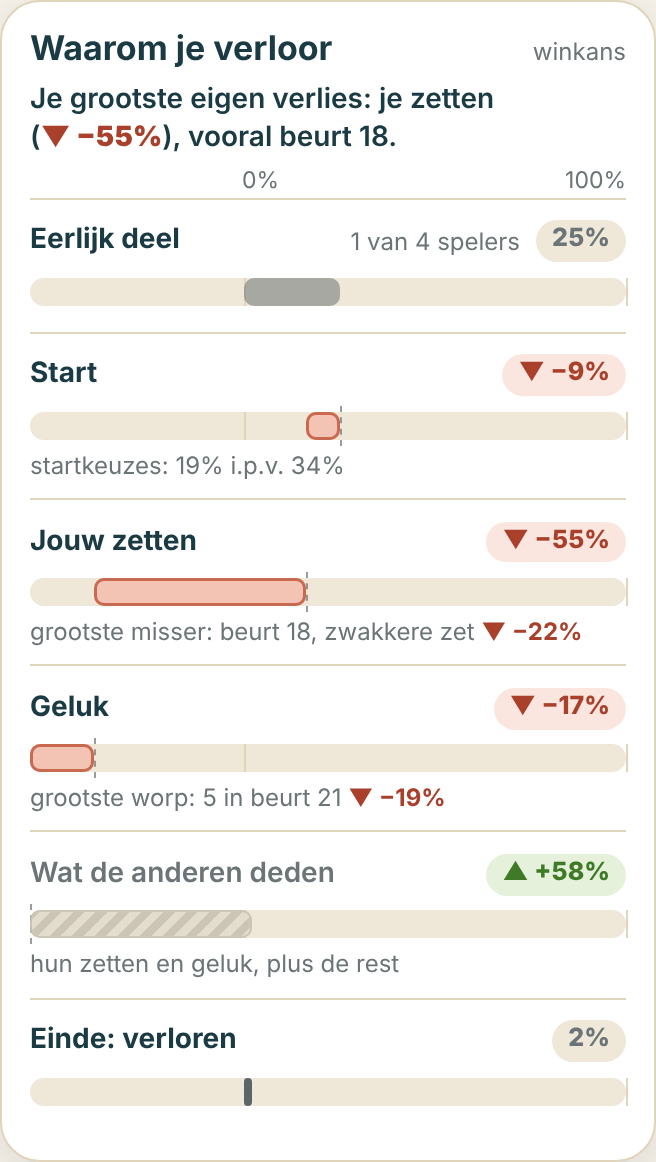 Waarom je verloor winkans
Je grootste eigen verlies: je zetten
(▼ −55%), vooral beurt 18.
0% 100%
Eerlijk deel 1 van 4 spelers 25%
Start ▼ −9%
startkeuzes: 19% i.p.v. 34%
Jouw zetten ▼ −55%
grootste misser: beurt 18, zwakkere zet ▼ −22%
Geluk ▼ −17%
grootste worp: 5 in beurt 21 ▼ −19%
Wat de anderen deden ▲ +58%
hun zetten en geluk, plus de rest
Einde: verloren 2%